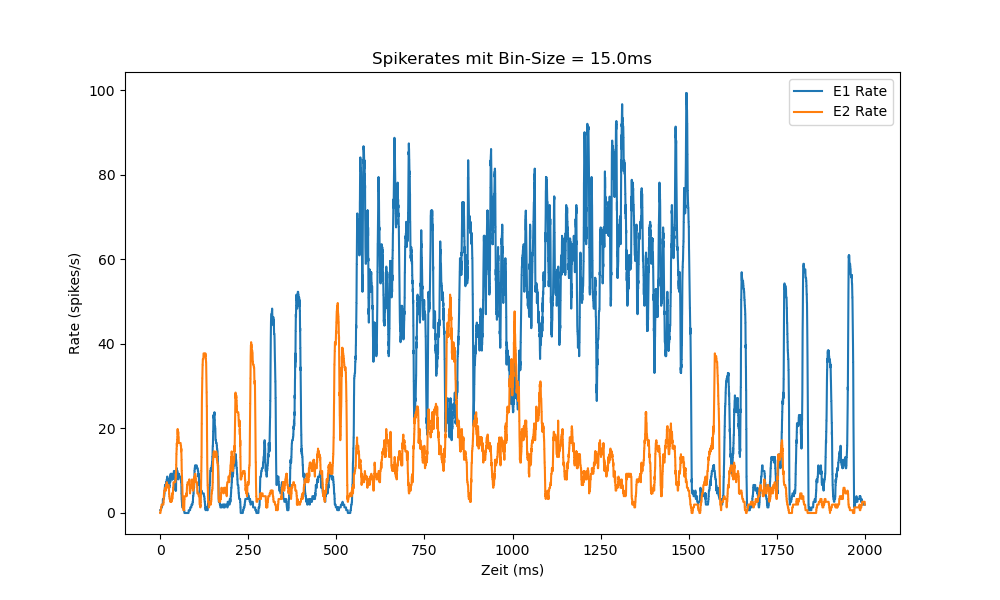 Spikerates mit Bin-Size = 15.0ms
E1 Rate
E2 Rate
100
80
60
40
20
0
Rate (spikes/s)
0 250 500 750 1000 1250 1500 1750 2000
Zeit (ms)